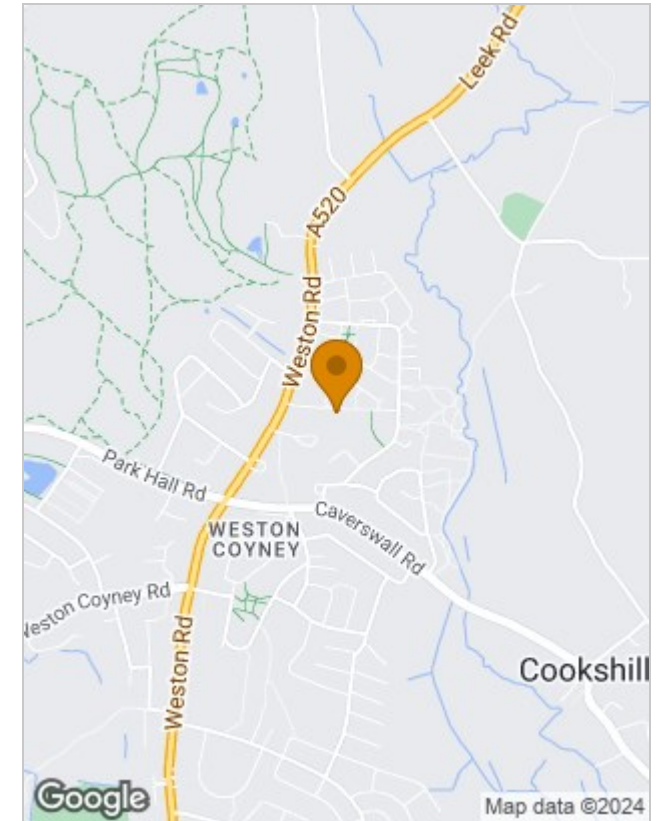 Leek Rd
A520
Weston Rd
Park Hall Rd
WESTON
COYNEY
Caverswall Rd
Weston Coyney Rd
Weston Rd
Cookshill
Google
Map data ©2024